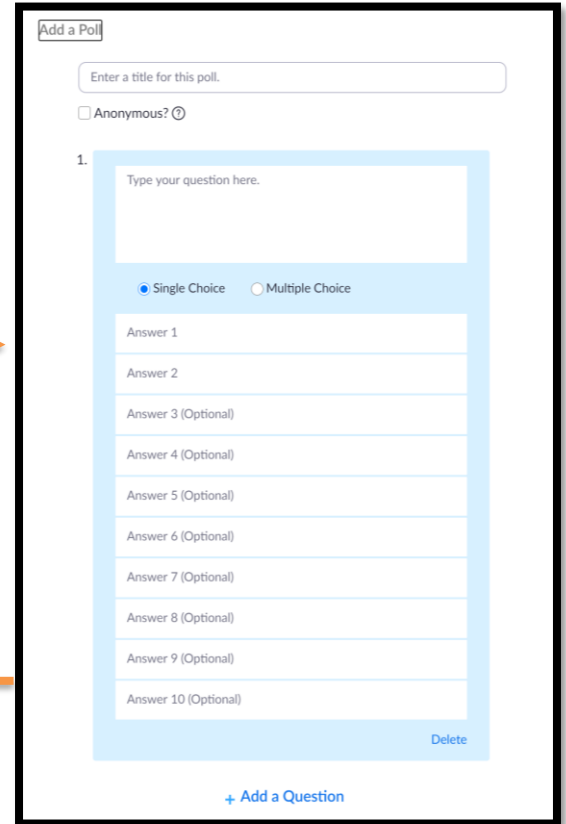 Add a Poll
Enter a title for this poll.
Anonymous?
1.
Type your question here.
Single Choice Multiple Choice
Answer 1
Answer 2
Answer 3 (Optional)
Answer 4 (Optional)
Answer 5 (Optional)
Answer 6 (Optional)
Answer 7 (Optional)
Answer 8 (Optional)
Answer 9 (Optional)
Answer 10 (Optional)
Delete
+ Add a Question